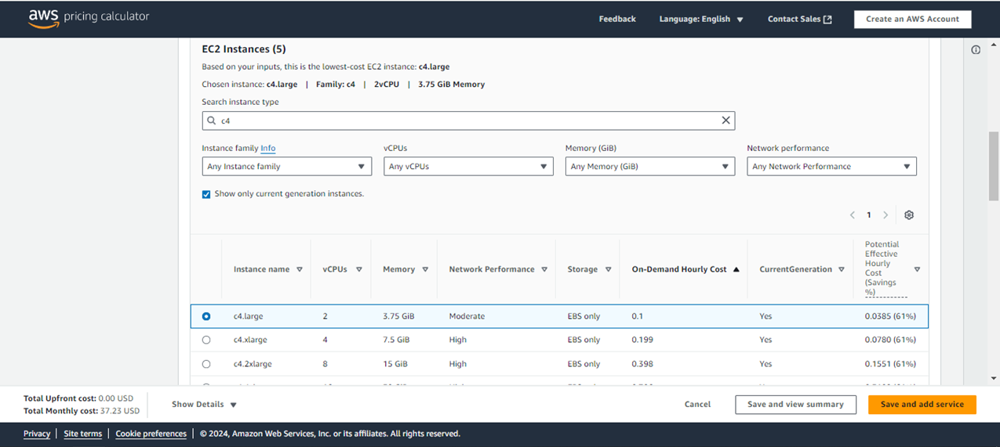 aws pricing calculator
Feedback
Language: English
Contact Sales
Create an AWS Account
EC2 Instances (5)
Based on your inputs, this is the lowest-cost EC2 instance: c4.large
Chosen instance: c4.large | Family: c4 | 2vCPU | 3.75 GiB Memory
Search instance type
c4
Instance family Info
vCPUs
Memory (GiB)
Network performance
Any Instance family
Any vCPUs
Any Memory (GiB)
Any Network Performance
Show only current generation instances.
1
Instance name
vCPUs
Memory
Network Performance
Storage
On-Demand Hourly Cost
CurrentGeneration
Potential
Effective
Hourly
Cost
(Savings
%)
c4.large 2 3.75 GiB Moderate EBS only 0.1 Yes 0.0385 (61%)
c4.xlarge 4 7.5 GiB High EBS only 0.199 Yes 0.0780 (61%)
c4.2xlarge 8 15 GiB High EBS only 0.398 Yes 0.1551 (61%)
Total Upfront cost: 0.00 USD
Total Monthly cost: 37.23 USD
Show Details
Cancel
Save and view summary
Save and add service
Privacy | Site terms | Cookie preferences | © 2024, Amazon Web Services, Inc. or its affiliates. All rights reserved.